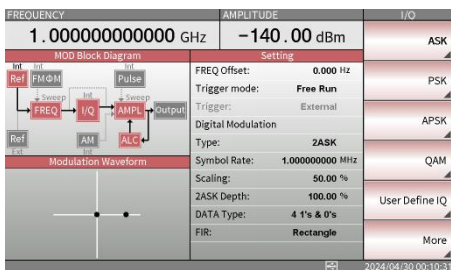 FREQUENCY AMPLITUDE I/Q
1.000000000000 GHz -140.00 dBm
MOD Block Diagram Setting
Int Int
Ref FMΦM Pulse
Sweep Int Sweep
FREQ I/Q AMPL Output
Ref AM ALC
Ext Int
Modulation Waveform
FREQ Offset: 0.000 Hz
Trigger mode: Free Run
Trigger: External
Digital Modulation
Type: 2ASK
Symbol Rate: 1.000000000 MHz
Scaling: 50.00 %
2ASK Depth: 100.00 %
DATA Type: 4 1's & 0's
FIR: Rectangle
ASK
PSK
APSK
QAM
User Define IQ
More
2024/04/30 00:10:31